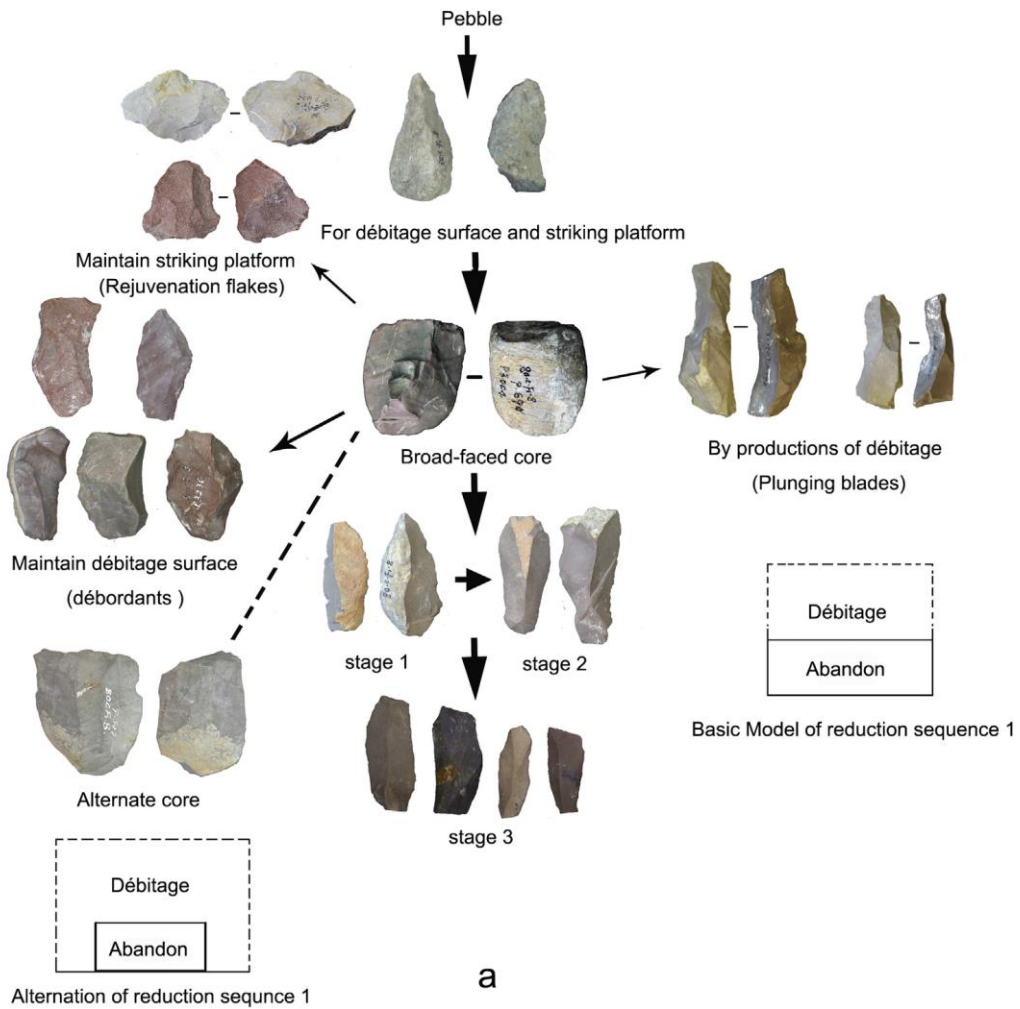 Pebble
For débitage surface and striking platform
Maintain striking platform
(Rejuvenation flakes)
Broad-faced core
By productions of débitage
(Plunging blades)
Maintain débitage surface
(débordants )
stage 1
stage 2
Débitage
Abandon
Basic Model of reduction sequence 1
Alternate core
stage 3
Débitage
Abandon
Alternation of reduction sequnce 1
a